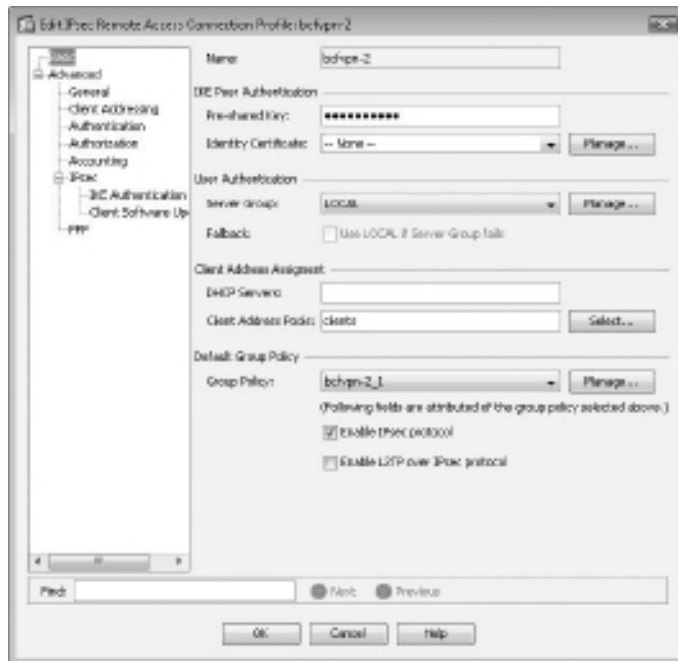 Edit IPsec Remote Access Connection Profile: bcfvpn-2
Basic
Advanced
General
Client Addressing
Authentication
Authorization
Accounting
IPsec
IKE Authentication
Client Software Up
PPP
Name: bcfvpn-2
IKE Peer Authentication
Pre-shared Key: ●●●●●●●●●●
Identity Certificate: -- None -- Manage...
User Authentication
Server Group: LOCAL Manage...
Fallback: Use LOCAL if Server Group fails
Client Address Assignment
DHCP Servers:
Client Address Pools: clients Select...
Default Group Policy
Group Policy: bcfvpn-2_1 Manage...
(Following fields are attributed of the group policy selected above.)
Enable IPsec protocol
Enable L2TP over IPsec protocol
Find: Next Previous
OK Cancel Help